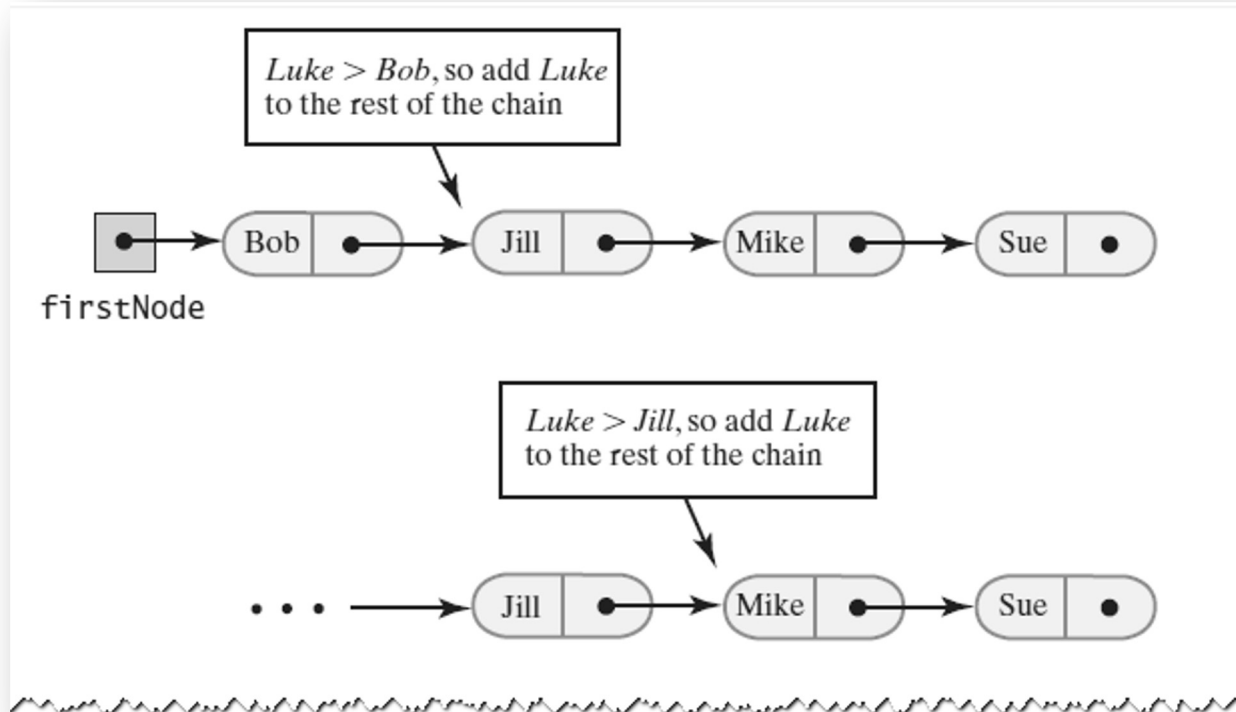 Luke > Bob, so add Luke
to the rest of the chain
Bob
Jill
Mike
Sue
firstNode
Luke > Jill, so add Luke
to the rest of the chain
. . .
Jill
Mike
Sue